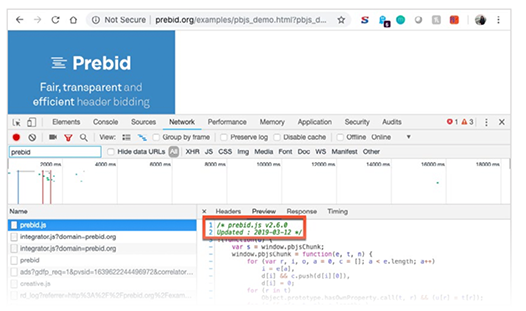 Not Secure | prebid.org/examples/pbjs_demo.html?pbjs_d...
Prebid
Fair, transparent and
efficient header bidding
Elements Console Sources Network Performance Memory Application Security Audits 1 3
View: Group by frame Preserve log Disable cache Offline Online
prebid Hide data URLs All XHR JS CSS Img Media Font Doc WS Manifest Other
2000 ms 4000 ms 6000 ms 8000 ms 10000 ms 12000 ms 14000 ms 16000 ms 18000 ms
Name Headers Preview Response Timing
prebid.js
integrator.js?domain=prebid.org
integrator.js?domain=prebid.org
prebid
ads?gdfp_req=1&pvsid=1639622244496972&correlator...
creative.js
1 /* prebid.js v2.6.0
2 Updated : 2019-03-12 */
var s = window.pbjsChunk;
window.pbjsChunk = function(e, t, n) {
for (var r, i, o, a = 0, c = []; a < e.length; a++)
i = e[a],
d[i] && c.push(d[i][0]),
d[i] = 0;
for (r in t)